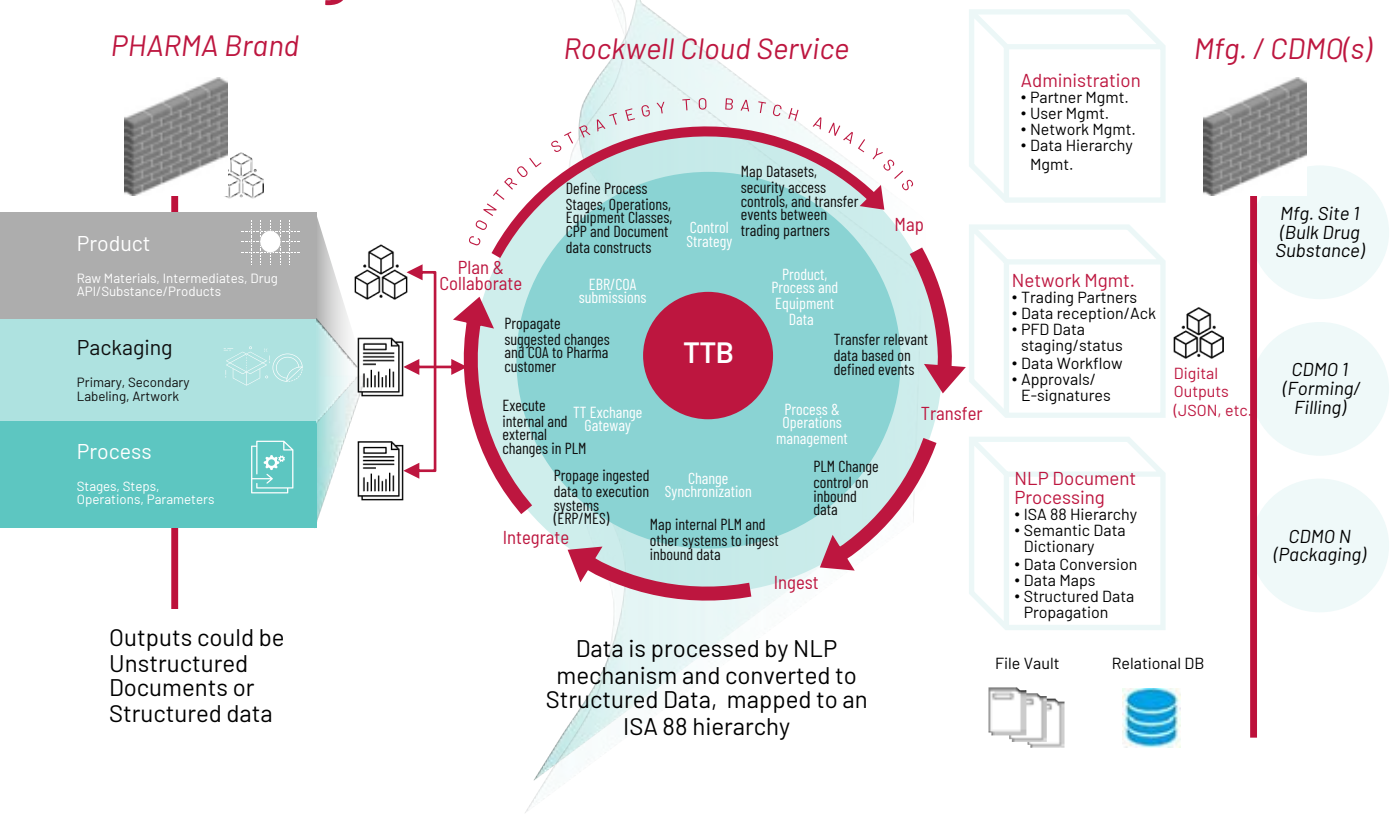 PHARMA Brand
Rockwell Cloud Service
Mfg. / CDMO(s)
Product
Raw Materials, Intermediates, Drug
API/Substance/Products
Packaging
Primary, Secondary
Labeling, Artwork
Process
Stages, Steps,
Operations, Parameters
Outputs could be
Unstructured
Documents or
Structured data
CONTROL STRATEGY TO BATCH ANALYSIS
Plan &
Collaborate
Map
Transfer
Ingest
Integrate
Define Process
Stages, Operations,
Equipment Classes,
CPP and Document
data constructs
Map Datasets,
security access
controls, and transfer
events between
trading partners
Control
Strategy
EBR/COA
submissions
Product,
Process and
Equipment
Data
Propagate
suggested changes
and COA to Pharma
customer
TTB
Transfer relevant
data based on
defined events
Execute
internal and
external
changes in PLM
TT Exchange
Gateway
Process &
Operations
management
Propage ingested
data to execution
systems
(ERP/MES)
Change
Synchronization
PLM Change
control on
inbound
data
Map internal PLM and
other systems to ingest
inbound data
Data is processed by NLP
mechanism and converted to
Structured Data, mapped to an
ISA 88 hierarchy
Administration
• Partner Mgmt.
• User Mgmt.
• Network Mgmt.
• Data Hierarchy
Mgmt.
Network Mgmt.
• Trading Partners
• Data reception/Ack
• PFD Data
staging/status
• Data Workflow
• Approvals/
E-signatures
NLP Document
Processing
• ISA 88 Hierarchy
• Semantic Data
Dictionary
• Data Conversion
• Data Maps
• Structured Data
Propagation
File Vault
Relational DB
Digital
Outputs
(JSON, etc.
Mfg. Site 1
(Bulk Drug
Substance)
CDMO 1
(Forming/
Filling)
CDMO N
(Packaging)